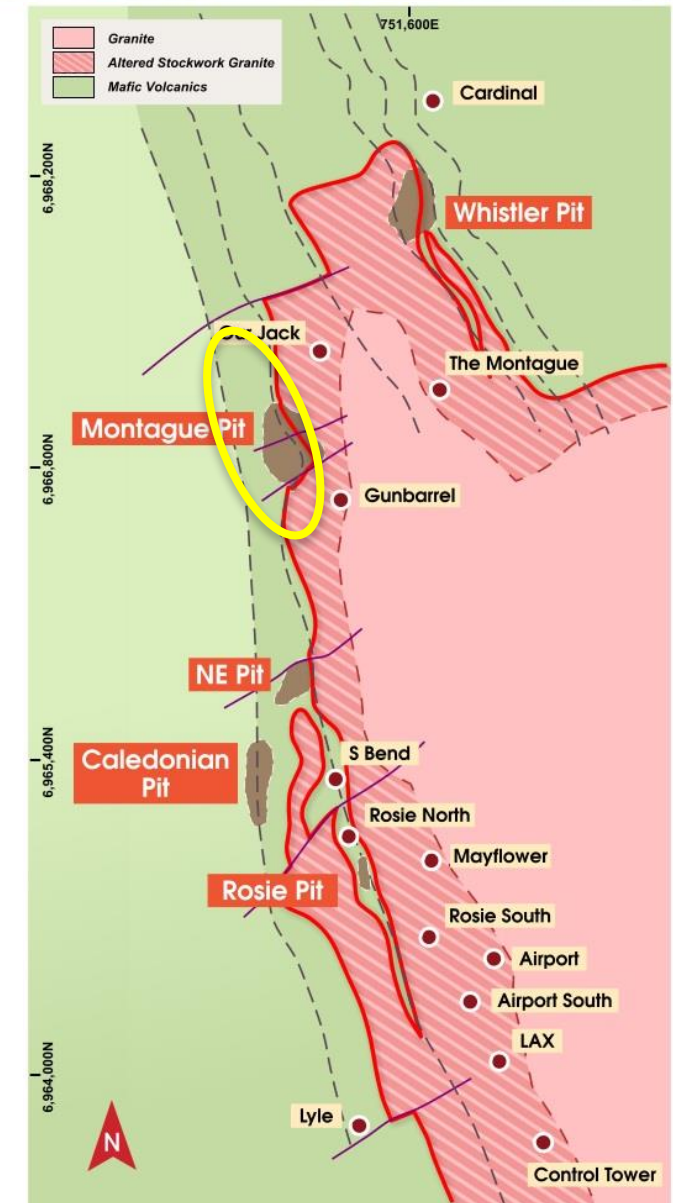 751,600E
Granite
Altered Stockwork Granite
Mafic Volcanics
Cardinal
6,968,200N
Whistler Pit
Jack
The Montague
Montague Pit
6,966,800N
Gunbarrel
NE Pit
6,965,400N
Caledonian
Pit
S Bend
Rosie North
Mayflower
Rosie Pit
Rosie South
Airport
Airport South
LAX
6,964,000N
Lyle
N
Control Tower